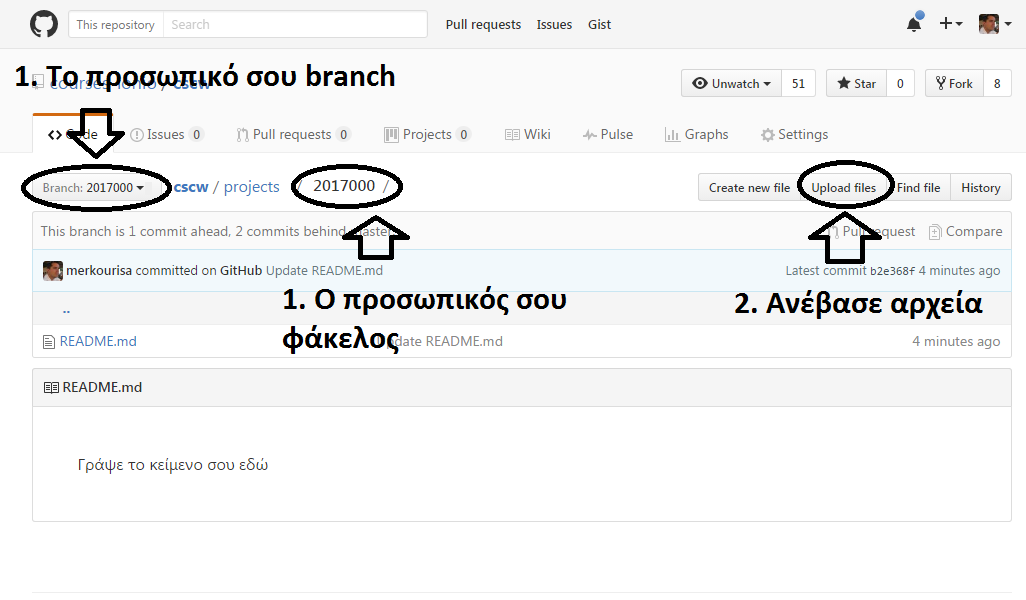 This repository Search Pull requests Issues Gist
1. Το προσωπικό σου branch
courses-ionio / cscw
Unwatch 51 Star 0 Fork 8
Code Issues 0 Pull requests 0 Projects 0 Wiki Pulse Graphs Settings
Branch: 2017000 cscw / projects / 2017000 / Create new file Upload files Find file History
This branch is 1 commit ahead, 2 commits behind master. Pull request Compare
merkourisa committed on GitHub Update README.md Latest commit b2e368f 4 minutes ago
1. Ο προσωπικός σου
φάκελος
2. Ανέβασε αρχεία
..
README.md Update README.md 4 minutes ago
README.md
Γράψε το κείμενο σου εδώ